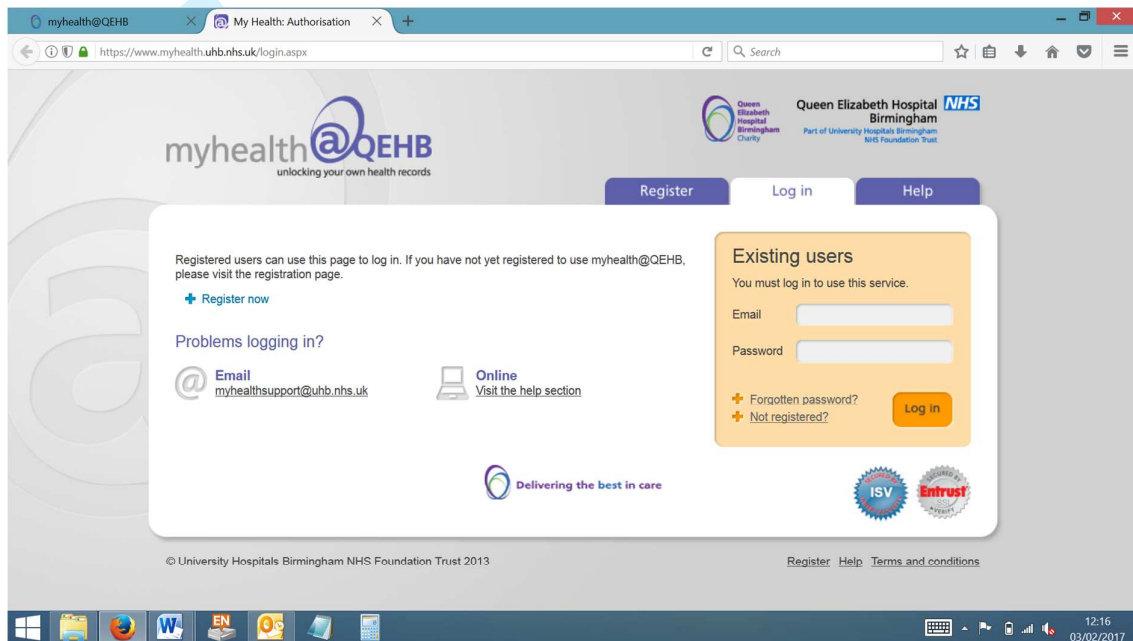 myhealth@QEHB
My Health: Authorisation
https://www.myhealth.uhb.nhs.uk/login.aspx
Search
myhealth@QEHB
unlocking your own health records
Queen
Elizabeth
Hospital
Birmingham
Charity
Queen Elizabeth Hospital NHS
Birmingham
Part of University Hospitals Birmingham
NHS Foundation Trust
Register
Log in
Help
Registered users can use this page to log in. If you have not yet registered to use myhealth@QEHB,
please visit the registration page.
Register now
Problems logging in?
Email
myhealthsupport@uhb.nhs.uk
Online
Visit the help section
Existing users
You must log in to use this service.
Email
Password
Forgotten password?
Not registered?
Log in
Delivering the best in care
ISV
SECURED BY
Entrust
SSL
VERIFY
© University Hospitals Birmingham NHS Foundation Trust 2013
Register Help Terms and conditions
EN
12:16
03/02/2017